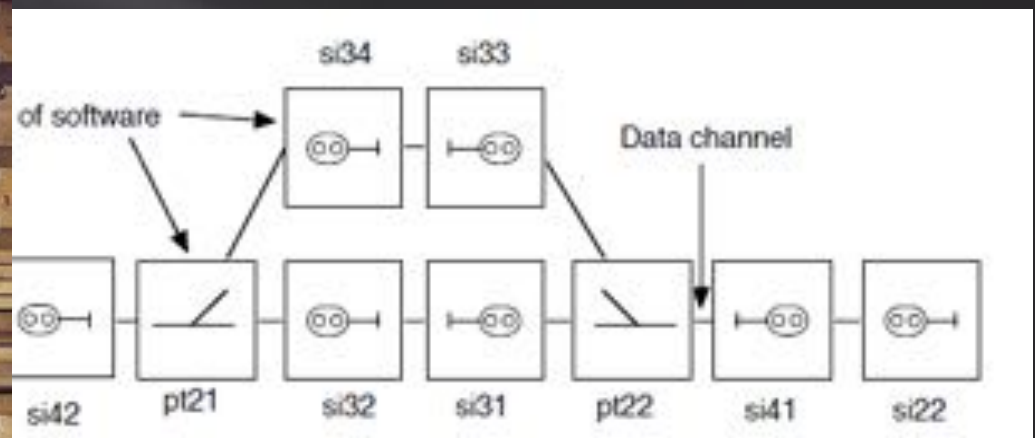 si34
si33
of software
Data channel
si42
pt21
si32
si31
pt22
si41
si22